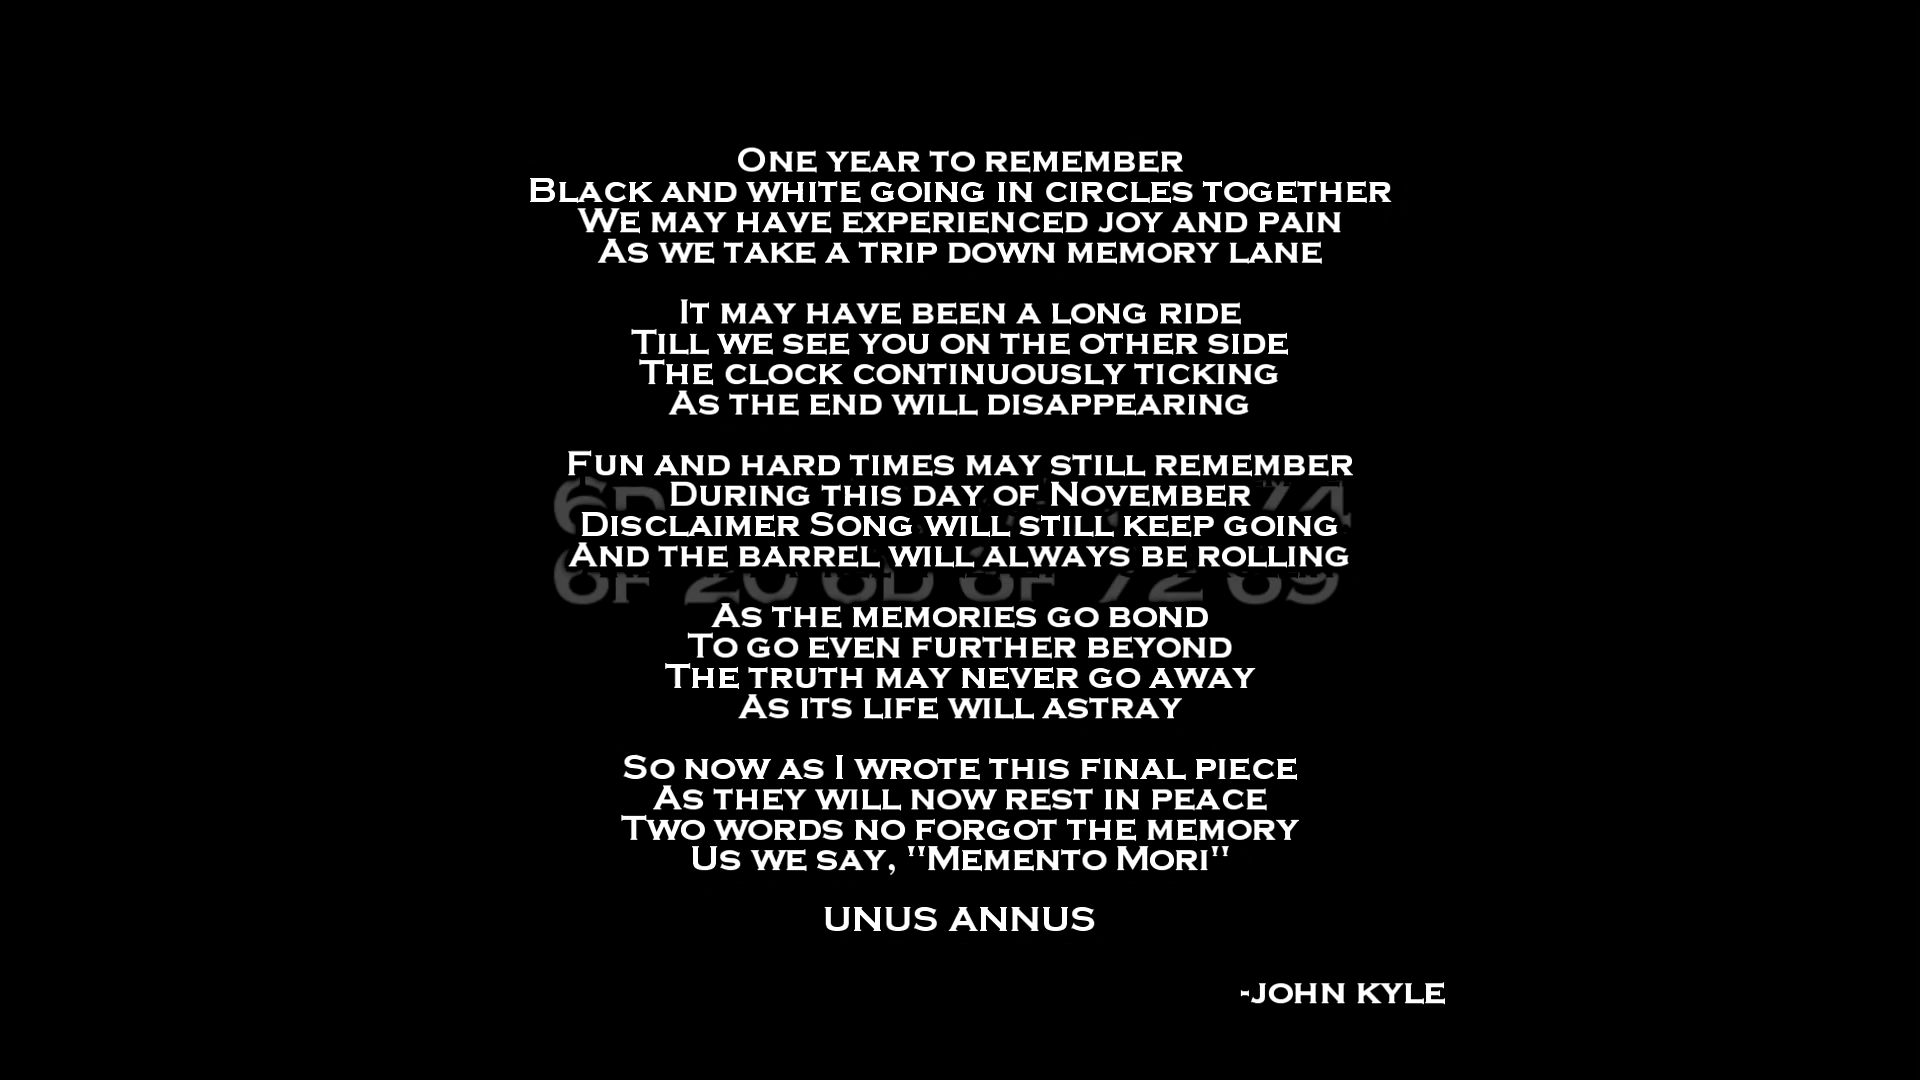 One year to remember
Black and white going in circles together
We may have experienced joy and pain
As we take a trip down memory lane
It may have been a long ride
Till we see you on the other side
The clock continuously ticking
As the end will disappearing
Fun and hard times may still remember
During this day of November
Disclaimer Song will still keep going
And the barrel will always be rolling
6F 20 6D 6F 72 69
As the memories go bond
To go even further beyond
The truth may never go away
As its life will astray
So now as I wrote this final piece
As they will now rest in peace
Two words no forgot the memory
Us we say, "Memento Mori"
UNUS ANNUS
-John Kyle